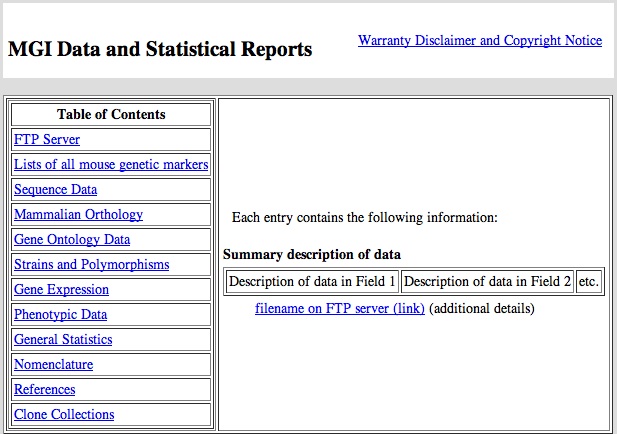 MGI Data and Statistical Reports
Warranty Disclaimer and Copyright Notice
Table of Contents
FTP Server
Lists of all mouse genetic markers
Sequence Data
Mammalian Orthology
Gene Ontology Data
Strains and Polymorphisms
Gene Expression
Phenotypic Data
General Statistics
Nomenclature
References
Clone Collections
Each entry contains the following information:
Summary description of data
Description of data in Field 1 Description of data in Field 2 etc.
filename on FTP server (link) (additional details)